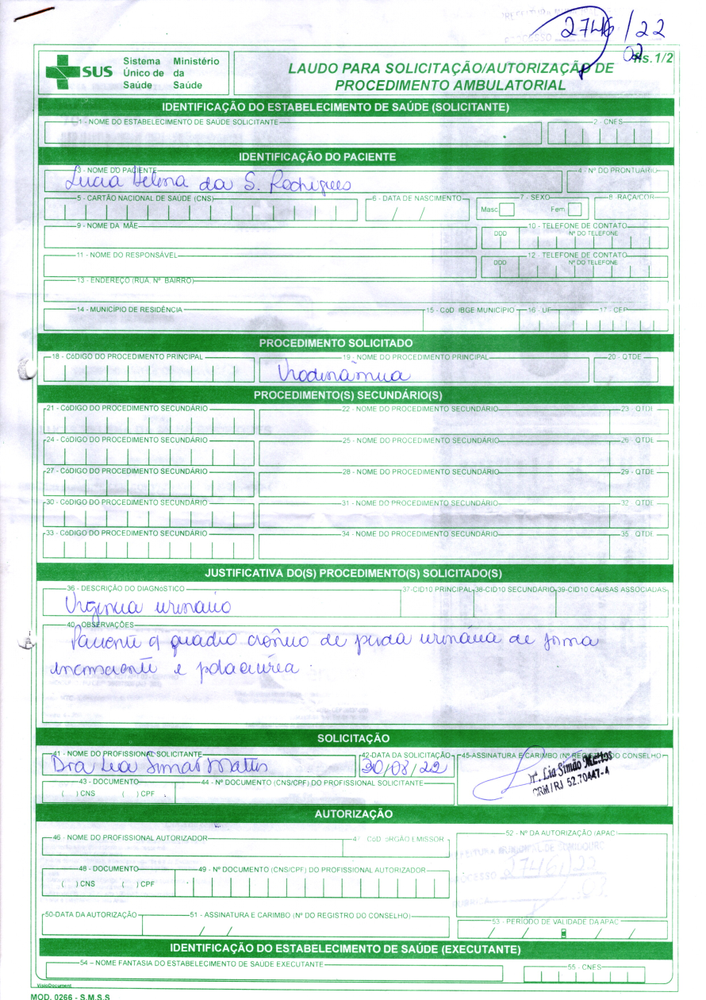 PREFEITURA MUNICIPAL
PROCESSO 2746/22
02
fls. 1/2
SUS Sistema Único de Saúde Ministério da Saúde
LAUDO PARA SOLICITAÇÃO/AUTORIZAÇÃO DE
PROCEDIMENTO AMBULATORIAL
IDENTIFICAÇÃO DO ESTABELECIMENTO DE SAÚDE (SOLICITANTE)
1 - NOME DO ESTABELECIMENTO DE SAÚDE SOLICITANTE 2 - CNES
IDENTIFICAÇÃO DO PACIENTE
3 - NOME DO PACIENTE 4 - Nº DO PRONTUÁRIO
Lucia Helena da S. Rodrigues
5 - CARTÃO NACIONAL DE SAÚDE (CNS) 6 - DATA DE NASCIMENTO 7 - SEXO 8 - RAÇA/COR
/ / Masc. Fem.
9 - NOME DA MÃE 10 - TELEFONE DE CONTATO
DDD Nº DO TELEFONE
11 - NOME DO RESPONSÁVEL 12 - TELEFONE DE CONTATO
DDD Nº DO TELEFONE
13 - ENDEREÇO (RUA, Nº BAIRRO)
14 - MUNICÍPIO DE RESIDÊNCIA 15 - CóD. IBGE MUNICÍPIO 16 - UF 17 - CEP
PROCEDIMENTO SOLICITADO
18 - CóDIGO DO PROCEDIMENTO PRINCIPAL 19 - NOME DO PROCEDIMENTO PRINCIPAL 20 - QTDE
Urodinâmica
PROCEDIMENTO(S) SECUNDÁRIO(S)
21 - CóDIGO DO PROCEDIMENTO SECUNDÁRIO 22 - NOME DO PROCEDIMENTO SECUNDÁRIO 23 - QTDE
24 - CóDIGO DO PROCEDIMENTO SECUNDÁRIO 25 - NOME DO PROCEDIMENTO SECUNDÁRIO 26 - QTDE
27 - CóDIGO DO PROCEDIMENTO SECUNDÁRIO 28 - NOME DO PROCEDIMENTO SECUNDÁRIO 29 - QTDE
30 - CóDIGO DO PROCEDIMENTO SECUNDÁRIO 31 - NOME DO PROCEDIMENTO SECUNDÁRIO 32 - QTDE
33 - CóDIGO DO PROCEDIMENTO SECUNDÁRIO 34 - NOME DO PROCEDIMENTO SECUNDÁRIO 35 - QTDE
JUSTIFICATIVA DO(S) PROCEDIMENTO(S) SOLICITADO(S)
36 - DESCRIÇÃO DO DIAGNóSTICO 37-CID10 PRINCIPAL 38-CID10 SECUNDÁRIO 39-CID10 CAUSAS ASSOCIADAS
Urgência urinário
40 - OBSERVAÇÕES
Paciente c/ quadro crônico de perda urinária de forma
inconsciente e polaciúrea.
SOLICITAÇÃO
41 - NOME DO PROFISSIONAL SOLICITANTE 42-DATA DA SOLICITAÇÃO 45-ASSINATURA E CARIMBO (Nº REGISTRO DO CONSELHO)
Dra Lia Simão Mattos 30/08/22
Drª. Lia Simão Mattos
CRM/RJ 52.70447-4
43 - DOCUMENTO 44 - Nº DOCUMENTO (CNS/CPF) DO PROFISSIONAL SOLICITANTE
( ) CNS ( ) CPF
AUTORIZAÇÃO
46 - NOME DO PROFISSIONAL AUTORIZADOR 47 - CóD. ORGÃO EMISSOR 52 - Nº DA AUTORIZAÇÃO (APAC)
PREFEITURA MUNICIPAL DE SUMIDOURO
48 - DOCUMENTO 49 - Nº DOCUMENTO (CNS/CPF) DO PROFISSIONAL AUTORIZADOR
PROCESSO 2746/22
( ) CNS ( ) CPF
02
RUBRICA
50-DATA DA AUTORIZAÇÃO 51 - ASSINATURA E CARIMBO (Nº DO REGISTRO DO CONSELHO)
/ /
53 - PERÍODO DE VALIDADE DA APAC
/ / a / /
IDENTIFICAÇÃO DO ESTABELECIMENTO DE SAÚDE (EXECUTANTE)
54 – NOME FANTASIA DO ESTABELECIMENTO DE SAÚDE EXECUTANTE 55 - CNES
VisioDocument
MOD. 0266 - S.M.S.S